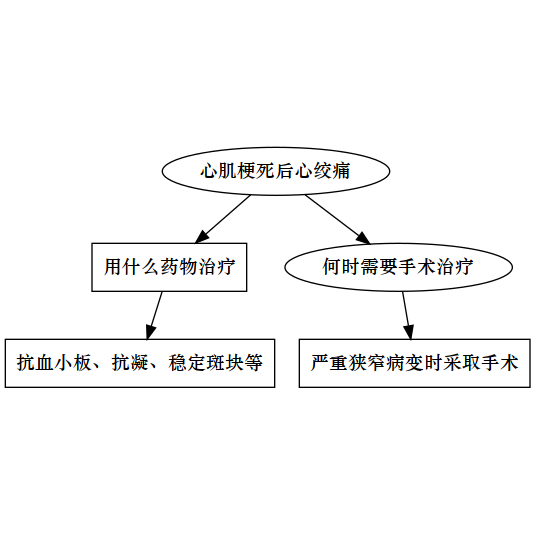 心肌梗死后心绞痛
用什么药物治疗
何时需要手术治疗
抗血小板、抗凝、稳定斑块等
严重狭窄病变时采取手术